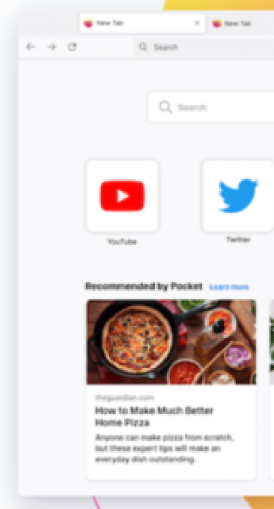 New Tab
New Tab
Search
Search
YouTube
Twitter
Recommended by Pocket Learn more
theguardian.com
How to Make Much Better
Home Pizza
Anyone can make pizza from scratch,
but these expert tips will make an
everyday dish outstanding.